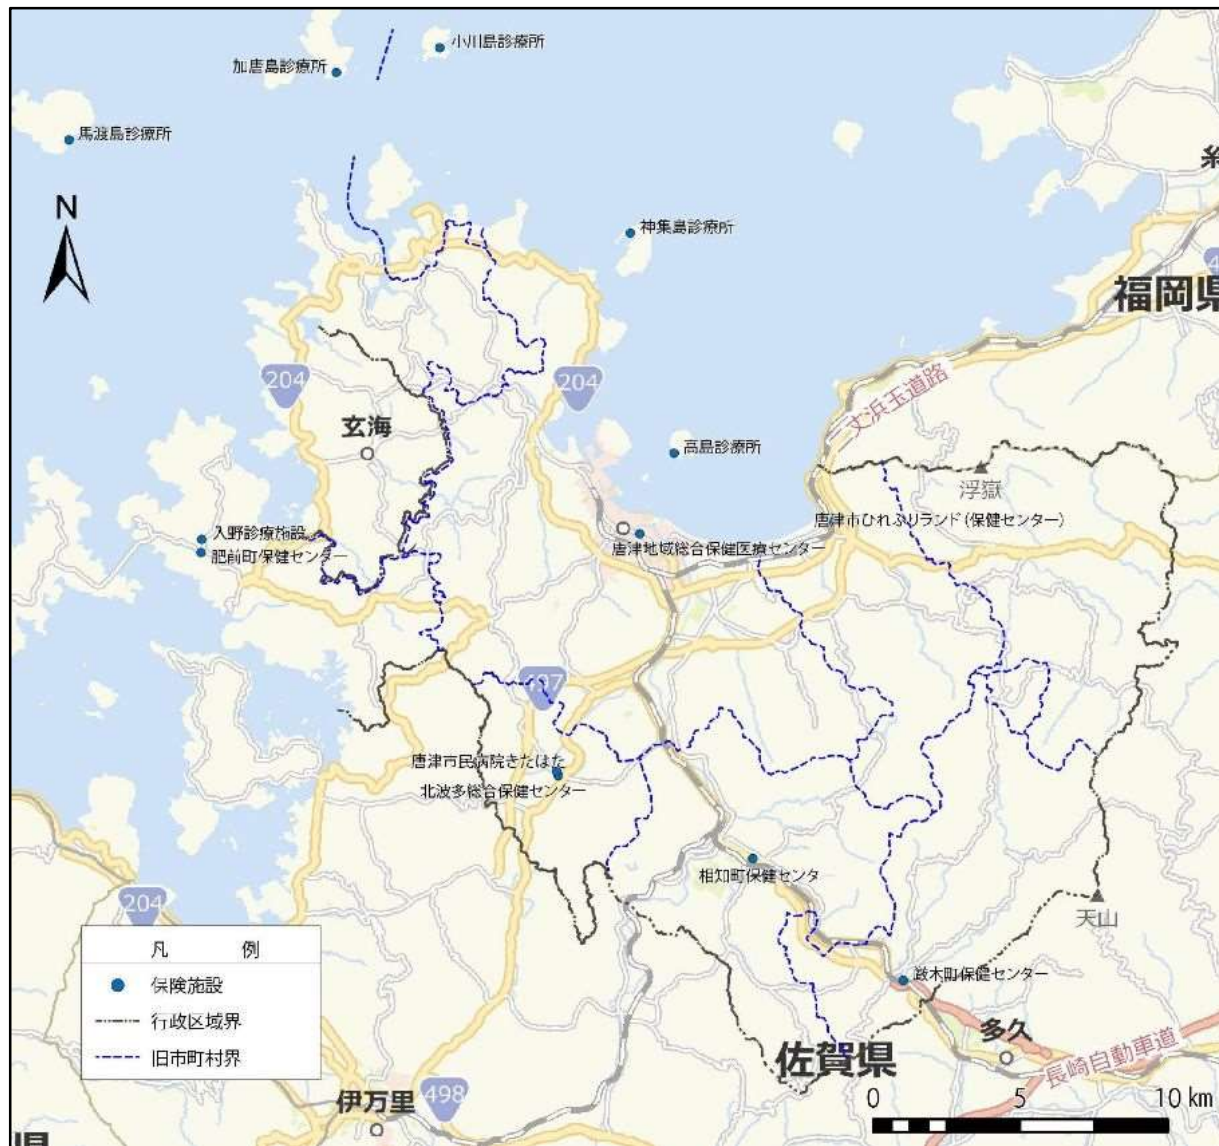 小川島診療所
加唐島診療所
馬渡島診療所
N
神集島診療所
福岡県
204
204
丈浜玉道路
玄海
高島診療所
浮嶽
唐津市ひれふりランド(保健センター)
入野診療施設
唐津地域総合保健医療センター
肥前町保健センター
497
唐津市民病院きたはた
北波多総合保健センター
相知町保健センタ
204
天山
凡 例
保険施設
行政区域界
旧市町村界
厳木町保健センター
多久
佐賀県
長崎自動車道
伊万里
498
0 5 10 km
県